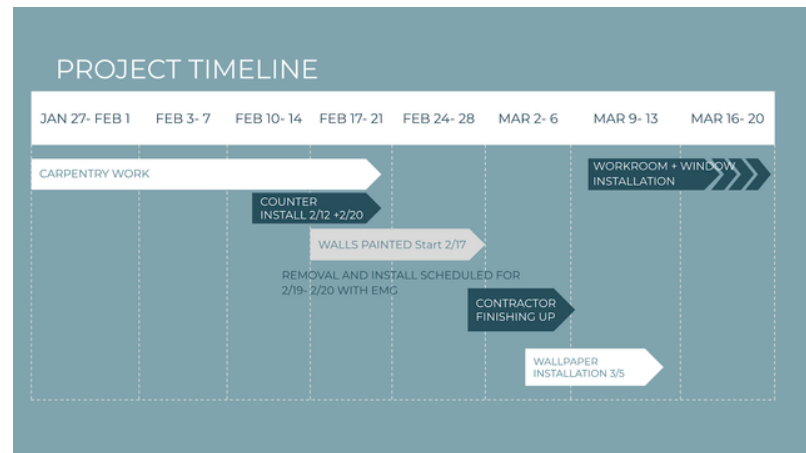 PROJECT TIMELINE
JAN 27- FEB 1
FEB 3- 7
FEB 10- 14
FEB 17- 21
FEB 24- 28
MAR 2- 6
MAR 9- 13
MAR 16- 20
CARPENTRY WORK
WORKROOM + WINDOW
INSTALLATION
COUNTER
INSTALL 2/12 +2/20
WALLS PAINTED Start 2/17
REMOVAL AND INSTALL SCHEDULED FOR
2/19- 2/20 WITH EMG
CONTRACTOR
FINISHING UP
WALLPAPER
INSTALLATION 3/5